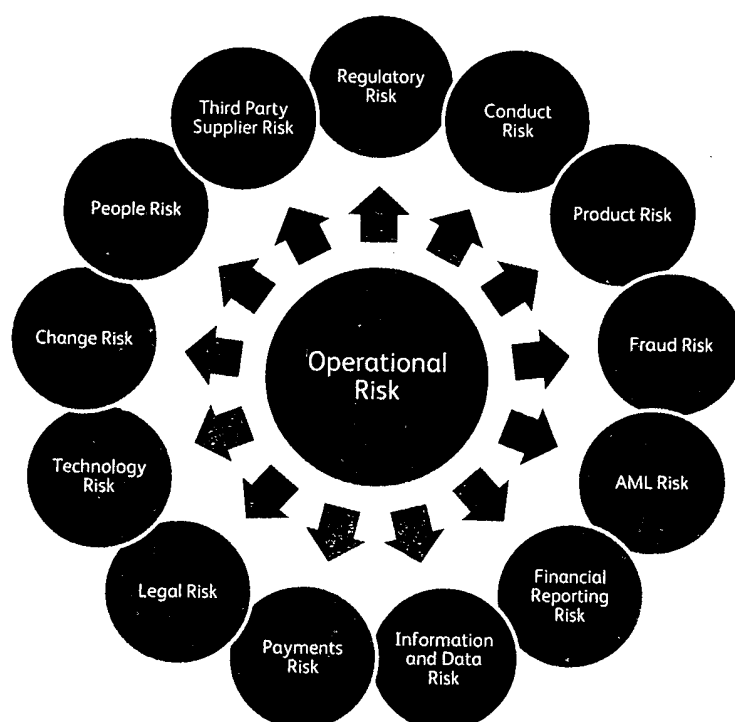 Regulatory
Risk
Conduct
Risk
Product Risk
Fraud Risk
AML Risk
Financial
Reporting
Risk
Information
and Data
Risk
Payments
Risk
Legal Risk
Technology
Risk
Change Risk
People Risk
Third Party
Supplier Risk
Operational
Risk